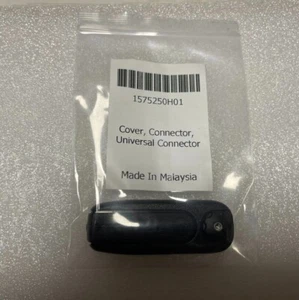 1575250H01
Cover, Connector,
Universal Connector
Made In Malaysia